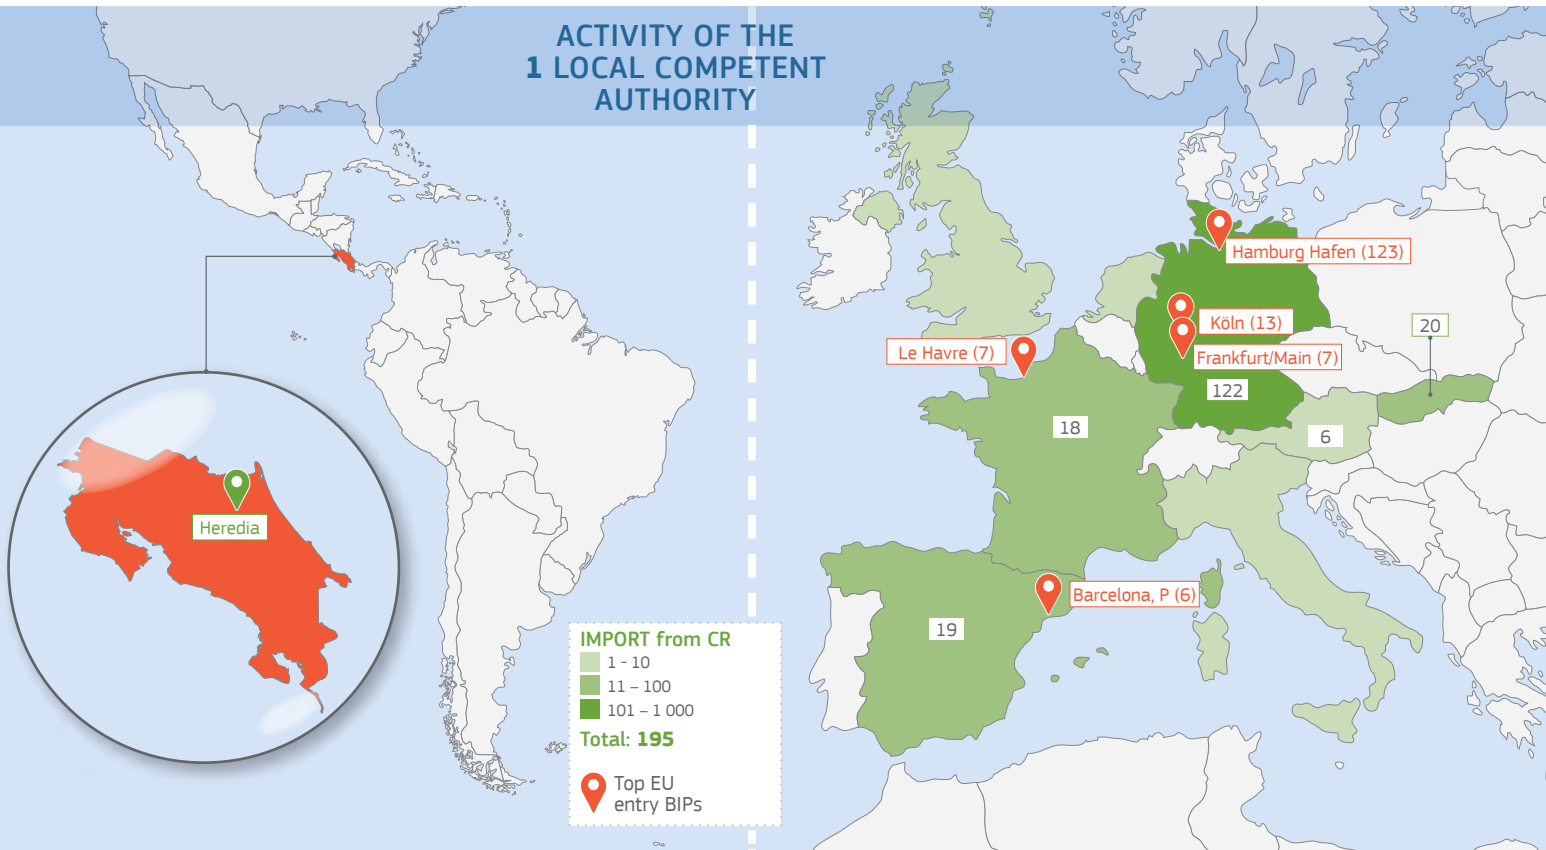 ACTIVITY OF THE
1 LOCAL COMPETENT
AUTHORITY
Heredia
Hamburg Hafen (123)
Köln (13)
Frankfurt/Main (7)
Le Havre (7)
Barcelona, P (6)
20
122
18
6
19
IMPORT from CR
1 - 10
11 – 100
101 – 1 000
Total: 195
Top EU
entry BIPs